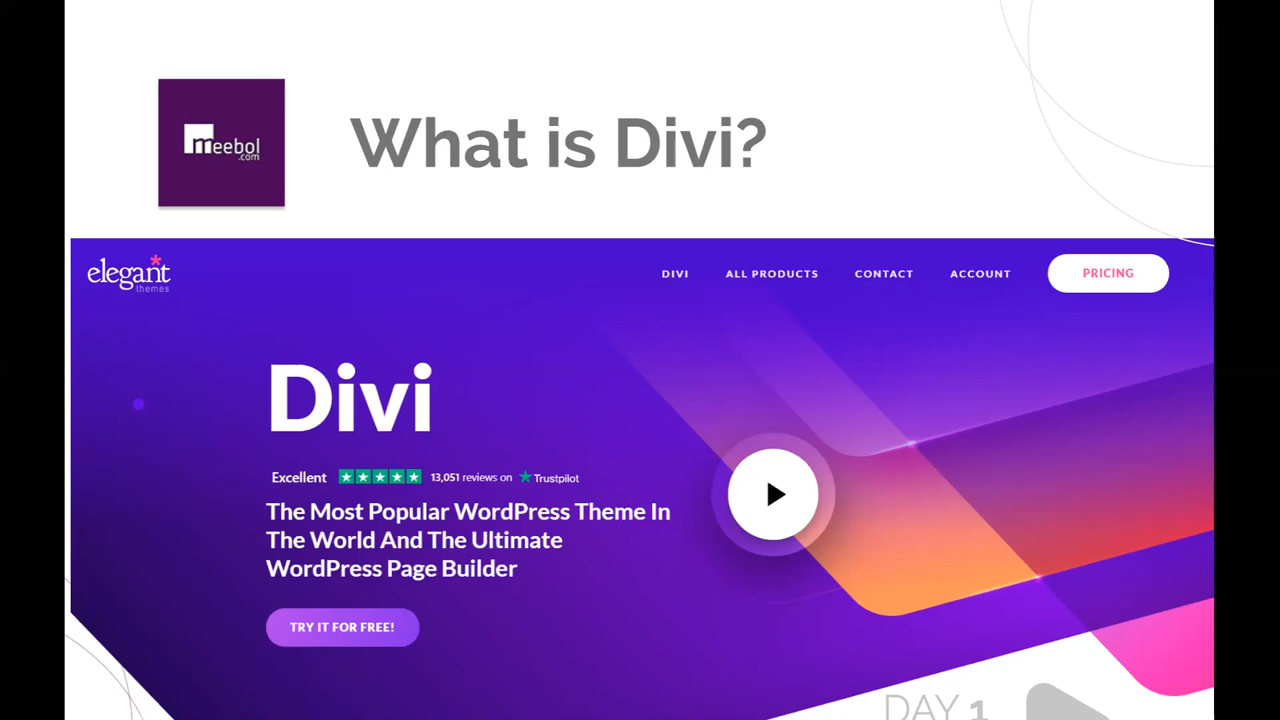 meebol
.com
What is Divi?
elegant
themes
DIVI
ALL PRODUCTS
CONTACT
ACCOUNT
PRICING
Divi
Excellent
13,051 reviews on
Trustpilot
The Most Popular WordPress Theme In
The World And The Ultimate
WordPress Page Builder
TRY IT FOR FREE!
DAY 1